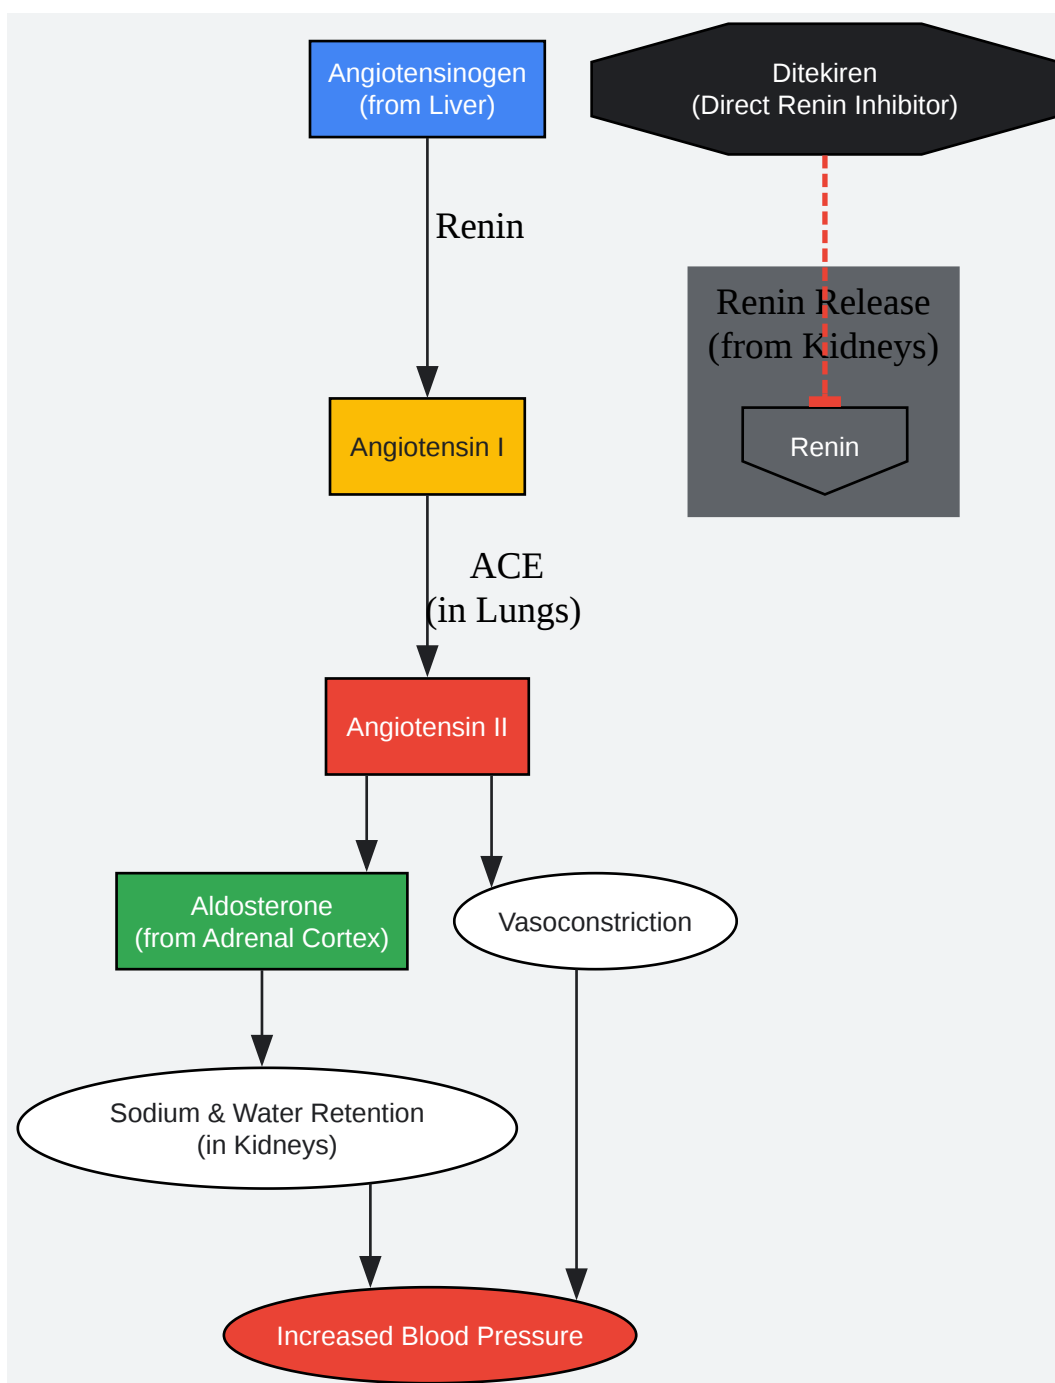 Angiotensinogen
(from Liver)
Ditekiren
(Direct Renin Inhibitor)
Renin
Renin Release
(from Kidneys)
Renin
Angiotensin I
ACE
(in Lungs)
Angiotensin II
Aldosterone
(from Adrenal Cortex)
Vasoconstriction
Sodium & Water Retention
(in Kidneys)
Increased Blood Pressure